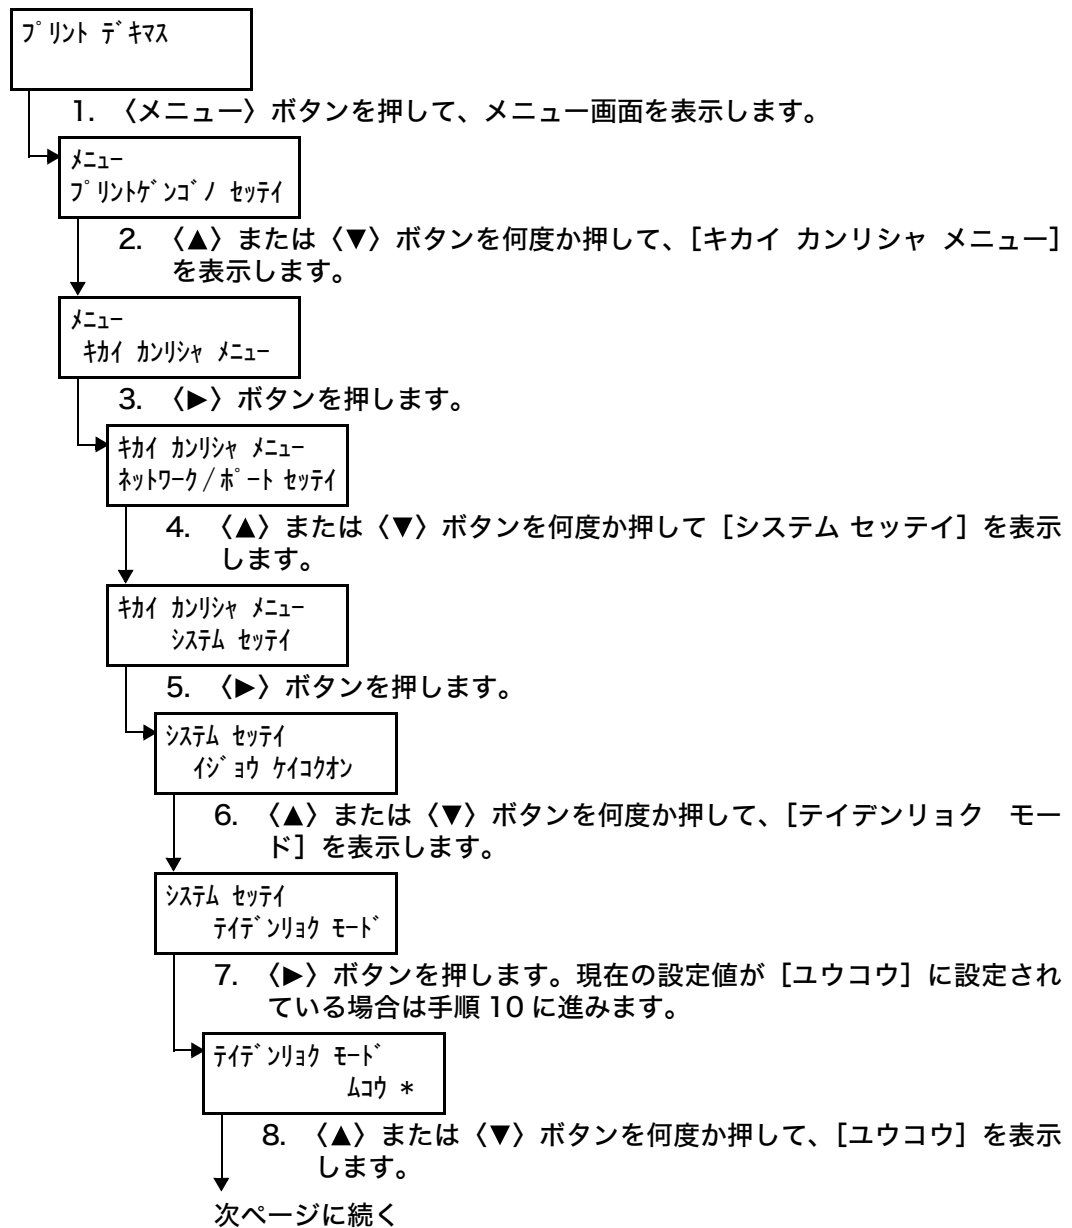 ﾌﾟﾘﾝﾄ ﾃﾞｷﾏｽ
1. 〈メニュー〉ボタンを押して、メニュー画面を表示します。
ﾒﾆｭｰ
ﾌﾟﾘﾝﾄｹﾞﾝｺﾞﾉ ｾｯﾃｲ
2. 〈▲〉または〈▼〉ボタンを何度か押して、［キカイ カンリシャ メニュー］
を表示します。
ﾒﾆｭｰ
ｷｶｲ ｶﾝﾘｼｬ ﾒﾆｭｰ
3. 〈▶〉ボタンを押します。
ｷｶｲ ｶﾝﾘｼｬ ﾒﾆｭｰ
ﾈｯﾄﾜｰｸ／ﾎﾟｰﾄ ｾｯﾃｲ
4. 〈▲〉または〈▼〉ボタンを何度か押して［システム セッテイ］を表示
します。
ｷｶｲ ｶﾝﾘｼｬ ﾒﾆｭｰ
ｼｽﾃﾑ ｾｯﾃｲ
5. 〈▶〉ボタンを押します。
ｼｽﾃﾑ ｾｯﾃｲ
ｲｼﾞｮｳ ｹｲｺｸｵﾝ
6. 〈▲〉または〈▼〉ボタンを何度か押して、［テイデンリョク　モー
ド］を表示します。
ｼｽﾃﾑ ｾｯﾃｲ
ﾃｲﾃﾞﾝﾘｮｸ ﾓｰﾄﾞ
7. 〈▶〉ボタンを押します。現在の設定値が［ユウコウ］に設定され
ている場合は手順 10 に進みます。
ﾃｲﾃﾞﾝﾘｮｸ ﾓｰﾄﾞ
ﾑｺｳ *
8. 〈▲〉または〈▼〉ボタンを何度か押して、［ユウコウ］を表示
します。
次ページに続く